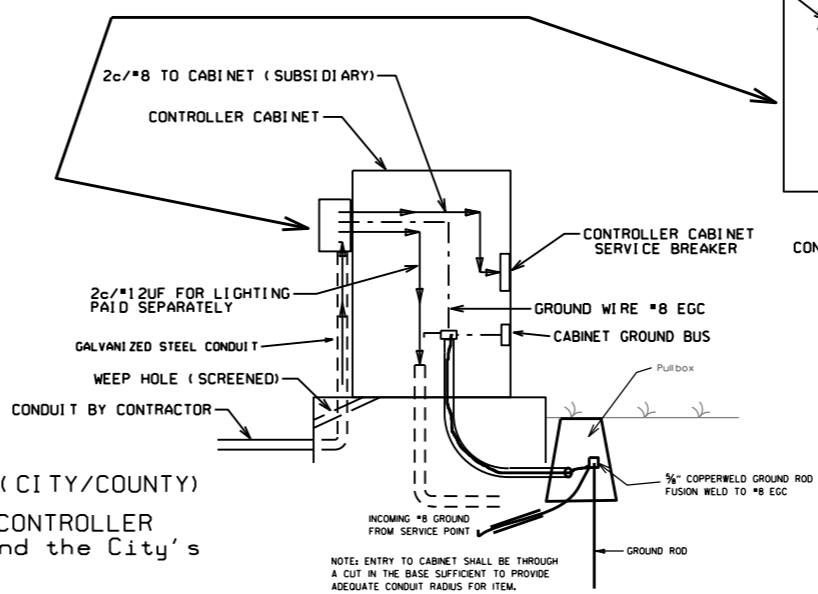 2c/#8 TO CABINET (SUBSIDIARY)
CONTROLLER CABINET
CONTROLLER CABINET
SERVICE BREAKER
CON
2c/#12UF FOR LIGHTING
PAID SEPARATELY
GROUND WIRE #8 EGC
CABINET GROUND BUS
GALVANIZED STEEL CONDUIT
Pullbox
WEEP HOLE (SCREENED)
CONDUIT BY CONTRACTOR
(CITY/COUNTY)
⅝" COPPERWELD GROUND ROD
FUSION WELD TO #8 EGC
CONTROLLER
nd the City's
INCOMING #8 GROUND
FROM SERVICE POINT
GROUND ROD
NOTE: ENTRY TO CABINET SHALL BE THROUGH
A CUT IN THE BASE SUFFICIENT TO PROVIDE
ADEQUATE CONDUIT RADIUS FOR ITEM.